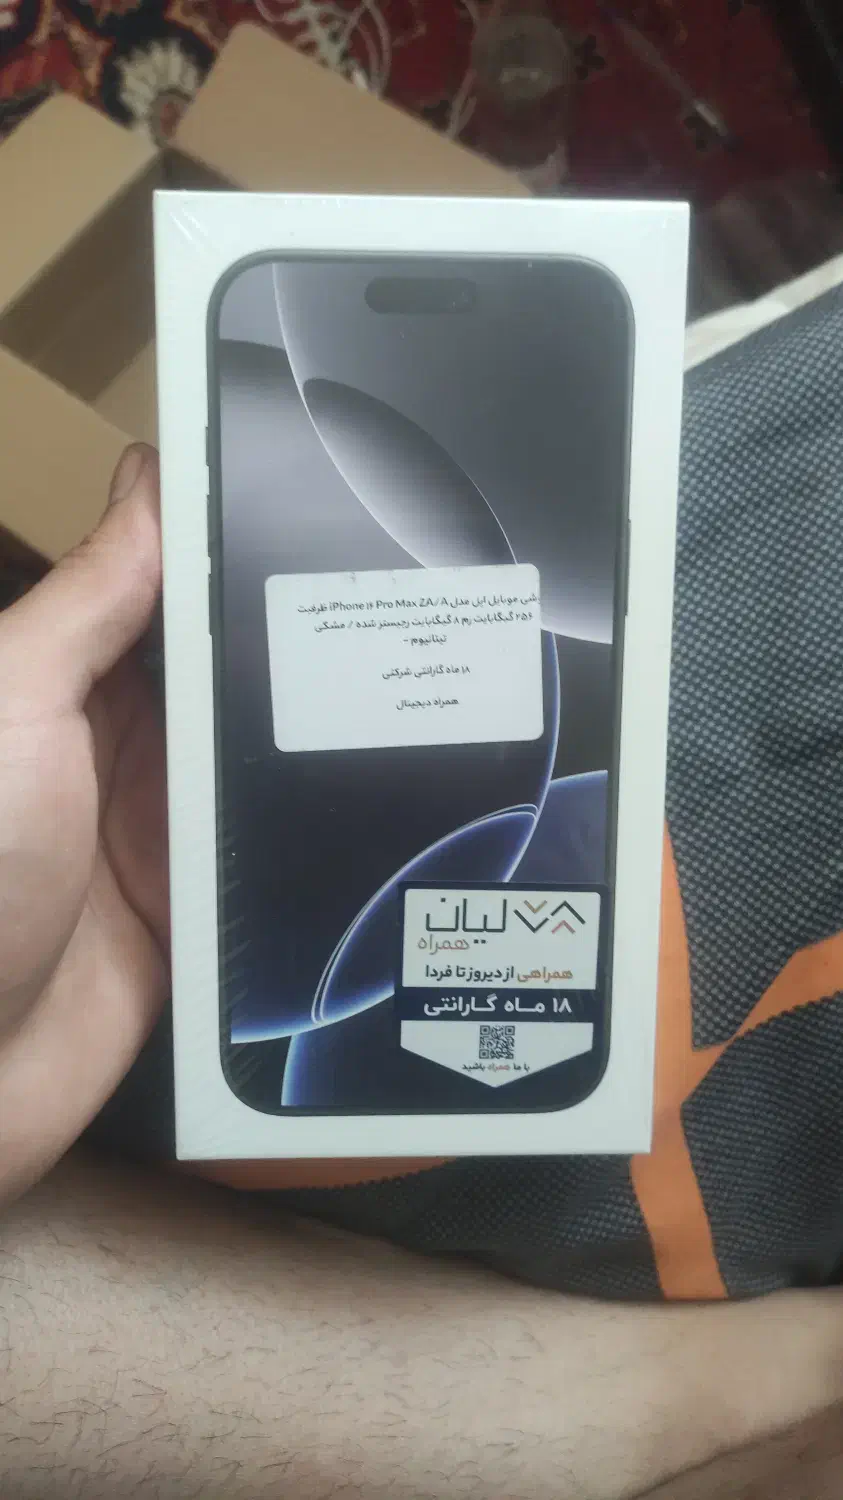 گوشی موبایل اپل مدل iPhone ۱۶ Pro Max ZA/A ظرفیت
۲۵۶ گیگابایت رم ۸ گیگابایت رجیستر شده / مشکی
تیتانیوم -
۱۸ ماه گارانتی شرکتی
همراه دیجیتال
لیان
همراه
همراهی از دیروز تا فردا
۱۸ ماه گارانتی
با ما همراه باشید